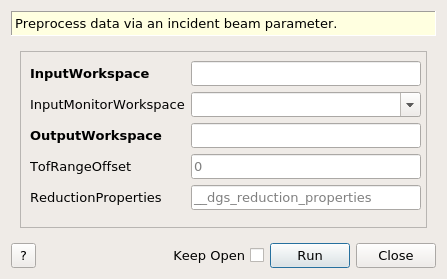 Preprocess data via an incident beam parameter.
InputWorkspace
InputMonitorWorkspace
OutputWorkspace
TofRangeOffset 0
ReductionProperties __dgs_reduction_properties
? Keep Open Run Close